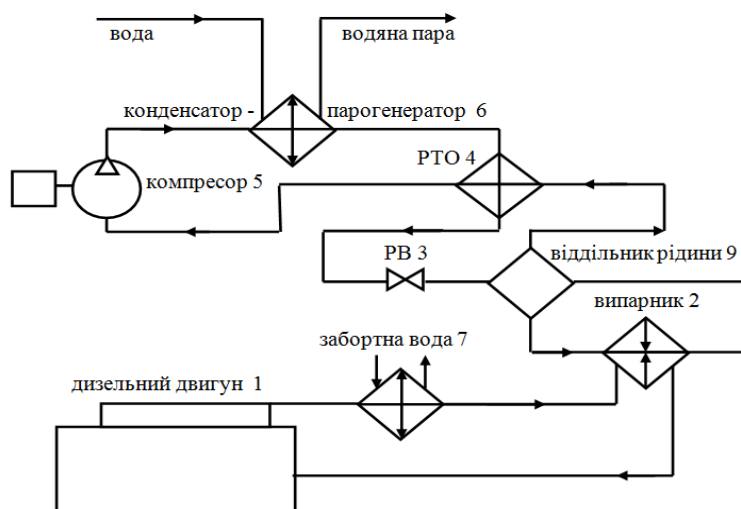 вода
водяна пара
конденсатор -
парогенератор 6
РТО 4
компресор 5
РВ 3
віддільник рідини 9
випарник 2
забортна вода 7
дизельний двигун 1